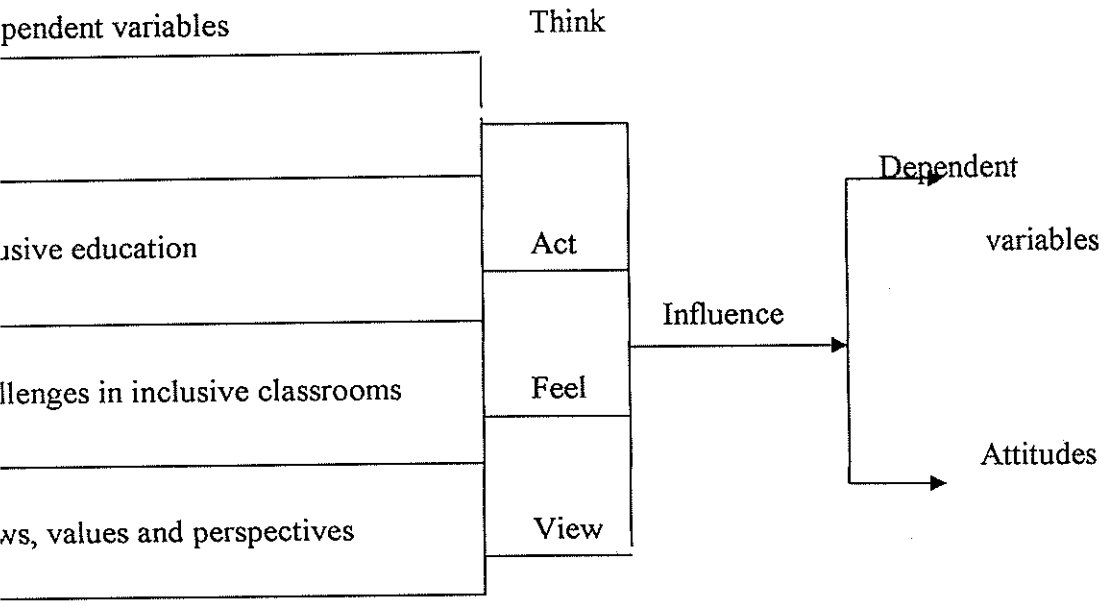 pendent variables
Think
Dependent
variables
usive education
Act
Influence
llenges in inclusive classrooms
Feel
Attitudes
ws, values and perspectives
View